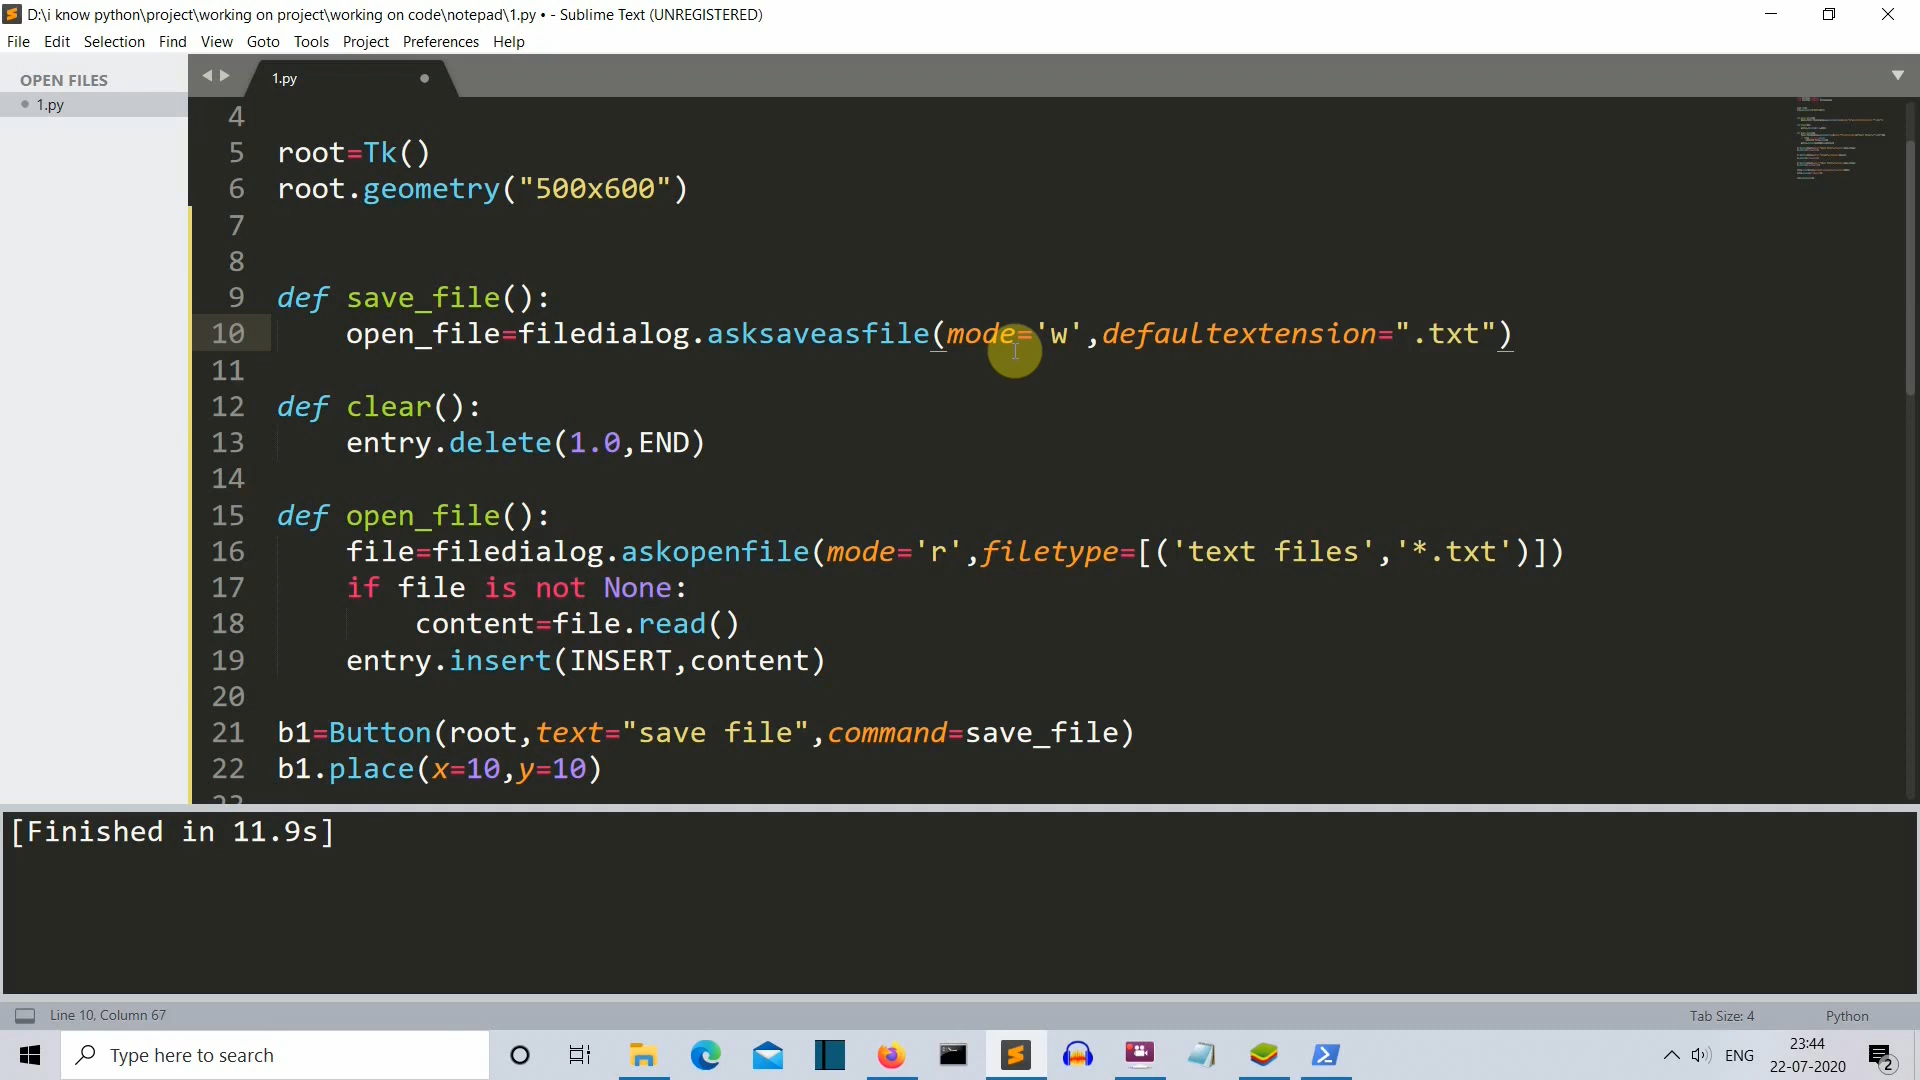 D:\i know python\project\working on project\working on code\notepad\1.py • - Sublime Text (UNREGISTERED)
File Edit Selection Find View Goto Tools Project Preferences Help
OPEN FILES
1.py
1.py
4
5 root=Tk()
6 root.geometry("500x600")
7
8
9 def save_file():
10 open_file=filedialog.asksaveasfile(mode='w',defaultextension=".txt")
11
12 def clear():
13 entry.delete(1.0,END)
14
15 def open_file():
16 file=filedialog.askopenfile(mode='r',filetype=[('text files','*.txt')])
17 if file is not None:
18 content=file.read()
19 entry.insert(INSERT,content)
20
21 b1=Button(root,text="save file",command=save_file)
22 b1.place(x=10,y=10)
23
[Finished in 11.9s]
Line 10, Column 67
Tab Size: 4
Python
Type here to search
ENG
23:44
22-07-2020
2